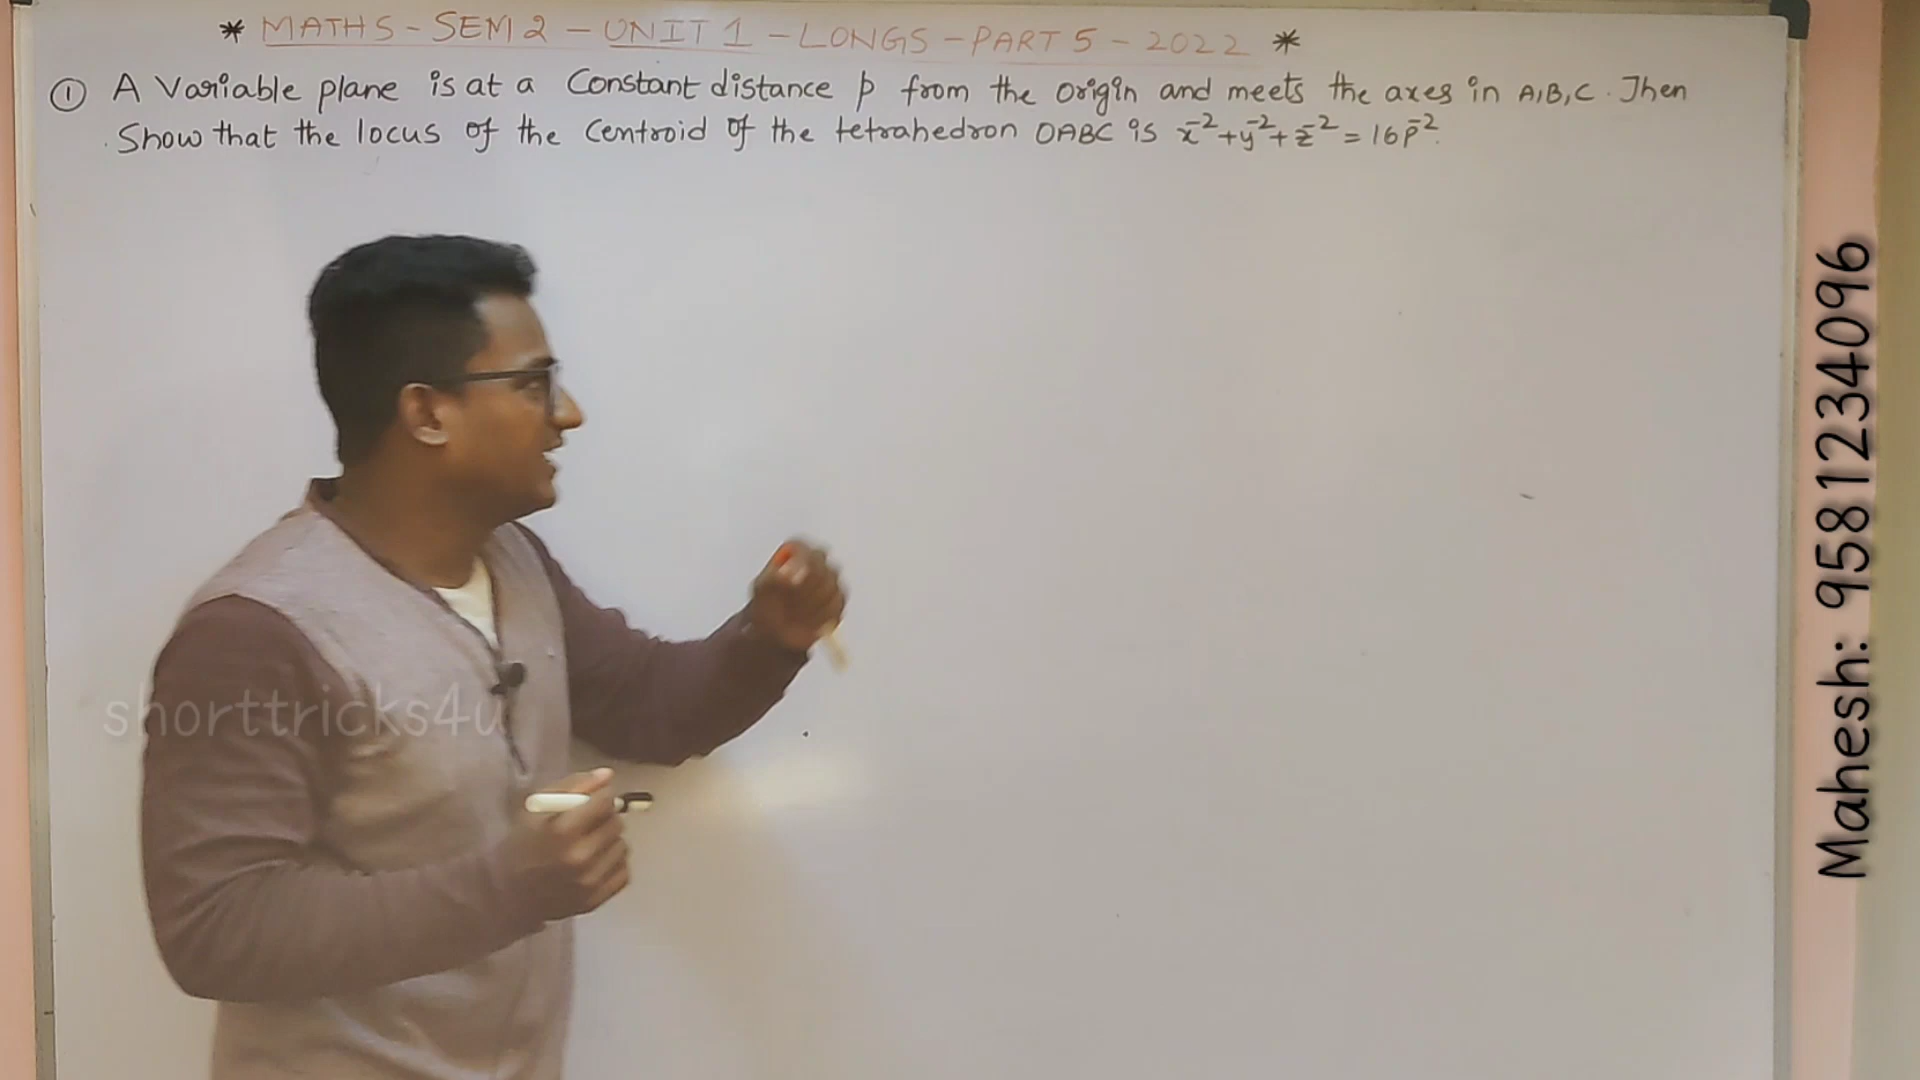 * MATHS - SEM 2 - UNIT 1 - LONGS - PART 5 - 2022 *
① A Variable plane is at a Constant distance p from the origin and meets the axes in A,B,C. Then
Show that the locus of the Centroid of the tetrahedron OABC is x⁻²+y⁻²+z⁻² = 16p⁻².
shorttricks4u
Mahesh: 9581234096